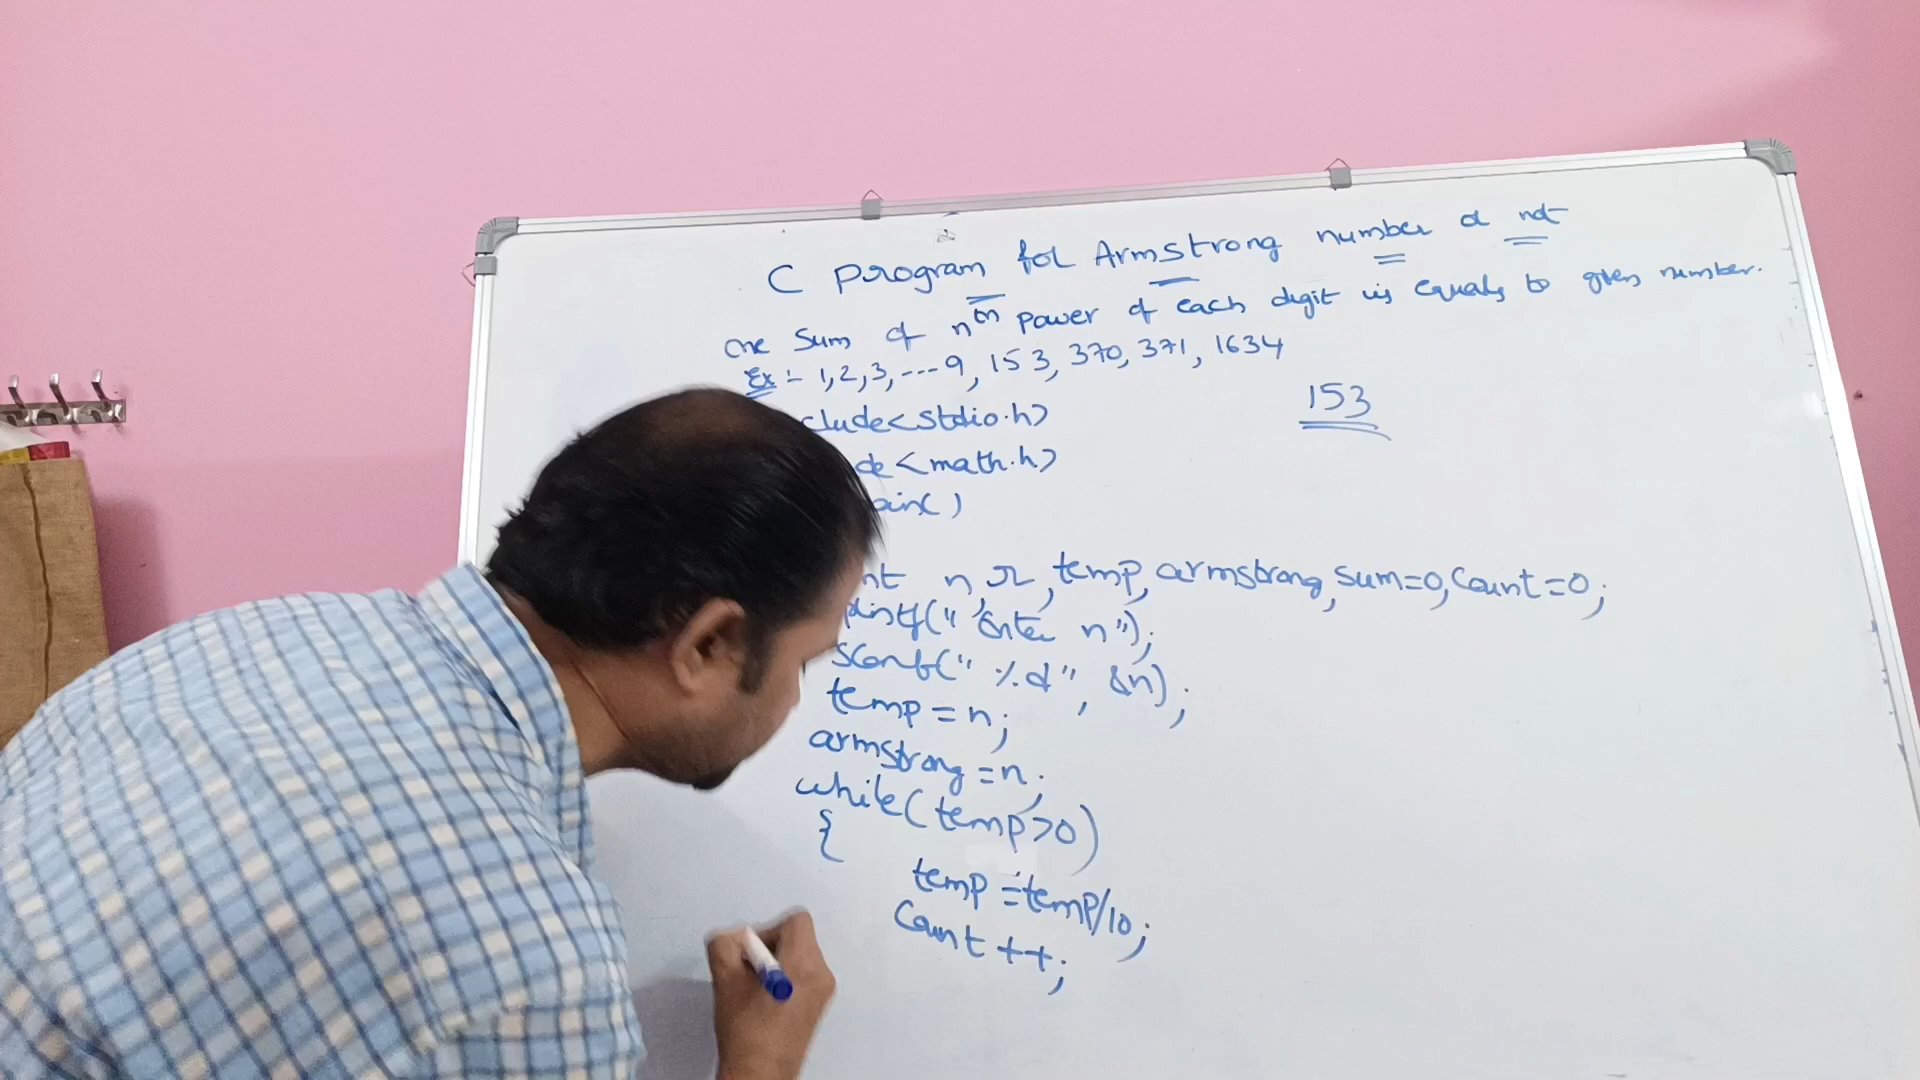 C program for Armstrong number or not
The Sum of nth power of each digit is equals to given number.
Ex:- 1,2,3,---9, 153, 370, 371, 1634
153
clude<stdio.h>
de<math.h>
ain()
nt n,r,temp,armstrong,sum=0,Count=0;
printf("Enter n");
scanf("%d", &n);
temp=n;
armstrong=n;
while(temp>0)
{
temp=temp/10;
Count++;